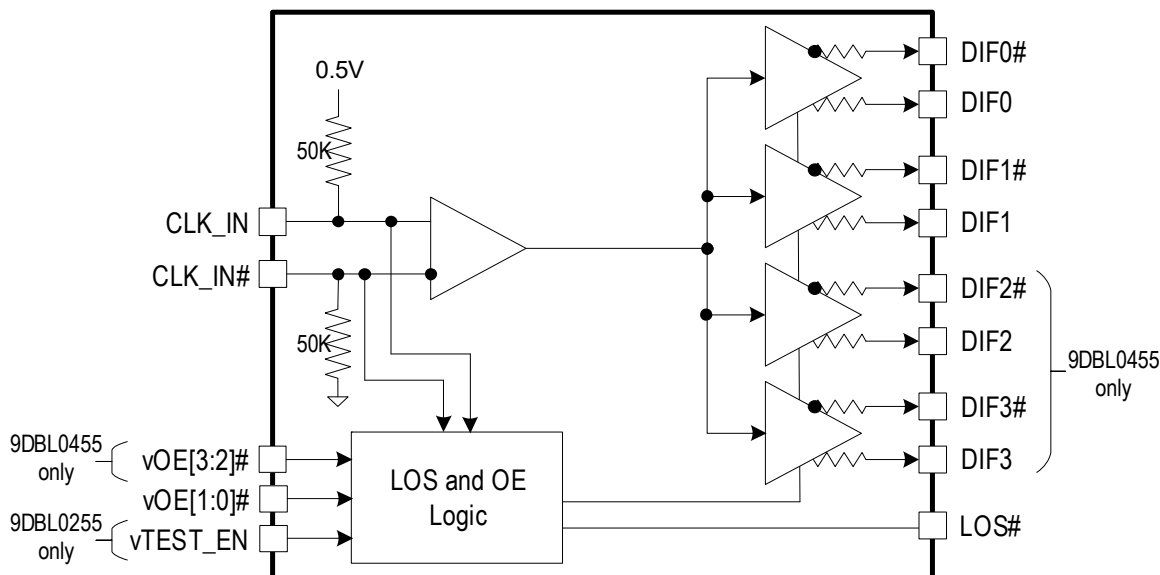 0.5V
50K
CLK_IN
CLK_IN#
50K
9DBL0455
only
vOE[3:2]#
vOE[1:0]#
9DBL0255
only
vTEST_EN
LOS and OE
Logic
DIF0#
DIF0
DIF1#
DIF1
DIF2#
DIF2
DIF3#
DIF3
9DBL0455
only
LOS#